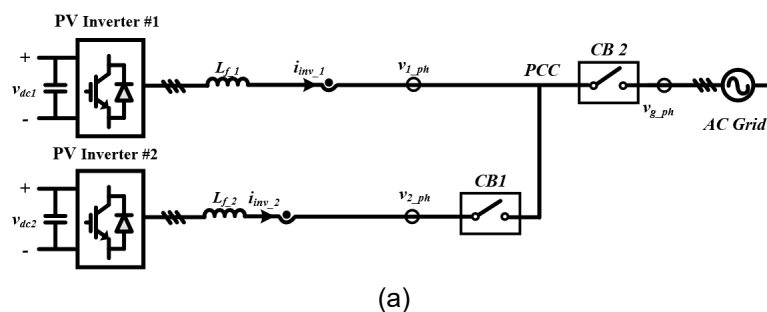 PV Inverter #1
+
v_dc1
-
L_f_1
i_inv_1
v_1_ph
PCC
CB 2
v_g_ph
AC Grid
PV Inverter #2
+
v_dc2
-
L_f_2
i_inv_2
v_2_ph
CB1
(a)